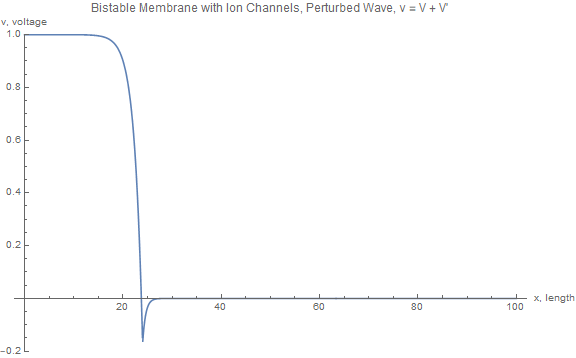 Bistable Membrane with Ion Channels, Perturbed Wave, v = V + V'
v, voltage
1.0
0.8
0.6
0.4
0.2
20 40 60 80 100 x, length
-0.2